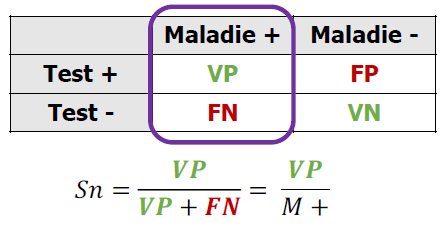 Maladie + Maladie -
Test + VP FP
Test - FN VN
Sn = VP / VP + FN = VP / M +